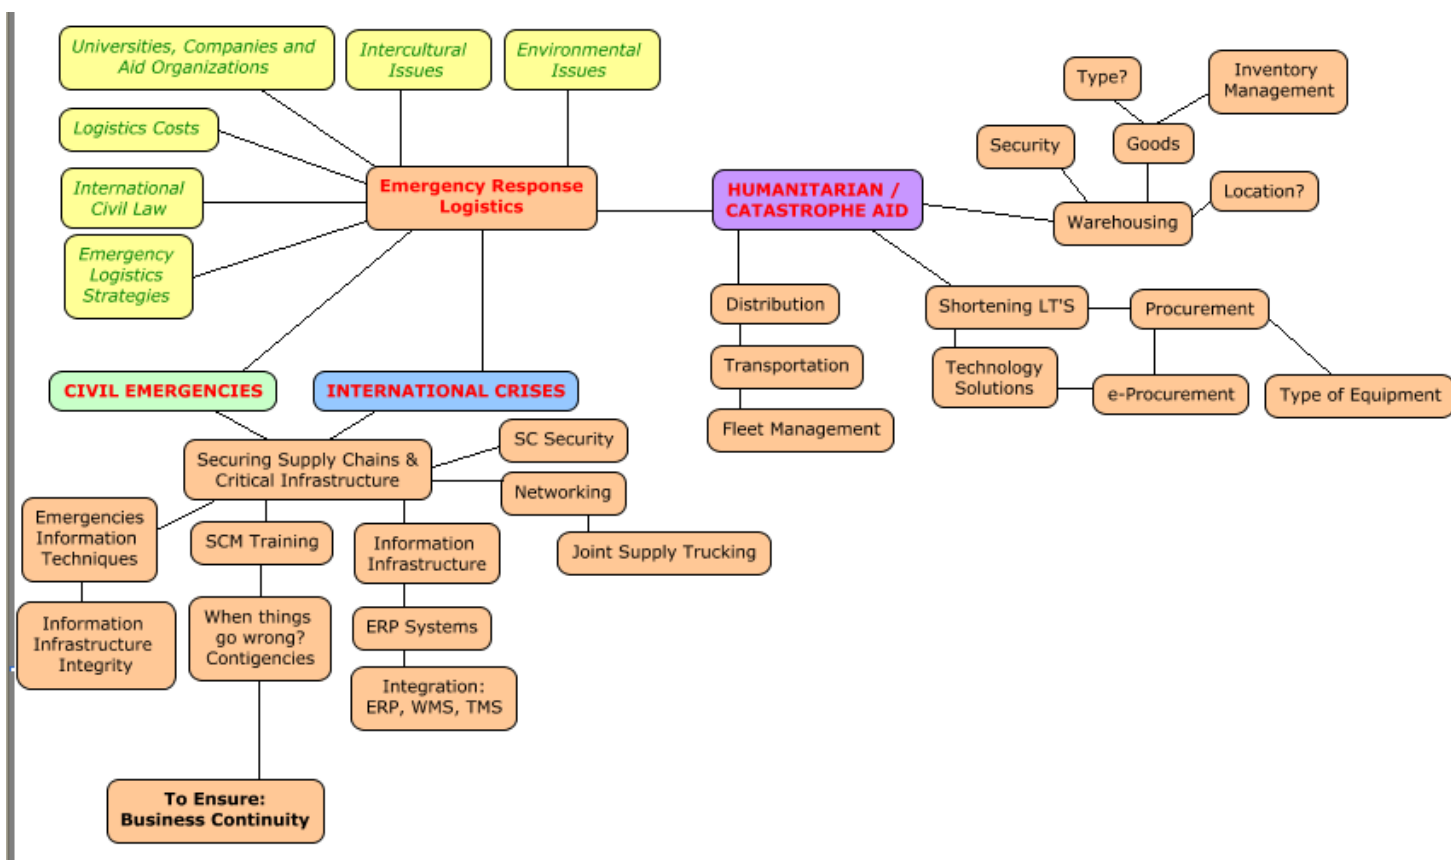 Universities, Companies and
Aid Organizations
Intercultural
Issues
Environmental
Issues
Logistics Costs
International
Civil Law
Emergency
Logistics
Strategies
Emergency Response
Logistics
HUMANITARIAN /
CATASTROPHE AID
Type?
Inventory
Management
Security
Goods
Location?
Warehousing
Distribution
Transportation
Fleet Management
Shortening LT'S
Procurement
Technology
Solutions
e-Procurement
Type of Equipment
CIVIL EMERGENCIES
INTERNATIONAL CRISES
Securing Supply Chains &
Critical Infrastructure
SC Security
Networking
Joint Supply Trucking
Emergencies
Information
Techniques
SCM Training
Information
Infrastructure
Information
Infrastructure
Integrity
When things
go wrong?
Contigencies
ERP Systems
Integration:
ERP, WMS, TMS
To Ensure:
Business Continuity